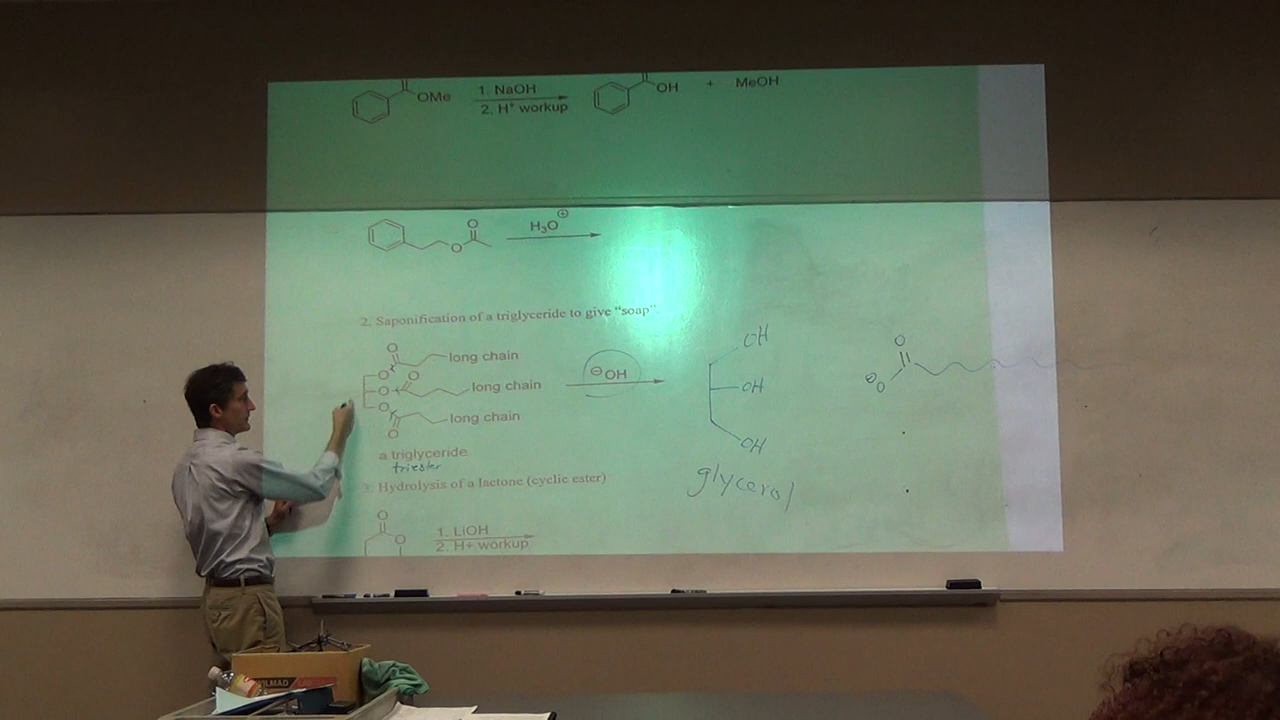 OMe 1. NaOH OH + MeOH
2. H⁺ workup
O
O H₃O⊕
2. Saponification of a triglyceride to give "soap"
O long chain
O
O O long chain
O long chain
O
⊖OH
OH
OH
OH
glycerol
O
⊖O
a triglyceride
triester
3. Hydrolysis of a lactone (cyclic ester)
O
O
1. LiOH
2. H+ workup
WILMAD